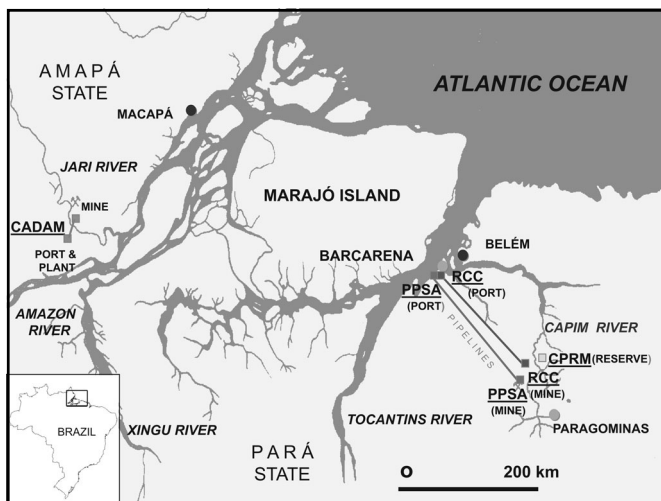 AMAPÁ
STATE
ATLANTIC OCEAN
MACAPÁ
JARI RIVER
MINE
CADAM
PORT &
PLANT
MARAJÓ ISLAND
BARCARENA
BELÉM
RCC
(PORT)
PPSA
(PORT)
AMAZON
RIVER
PIPELINES
CAPIM RIVER
CPRM (RESERVE)
RCC
(MINE)
PPSA
(MINE)
PARAGOMINAS
BRAZIL
XINGU RIVER
TOCANTINS RIVER
PARÁ
STATE
O
200 km